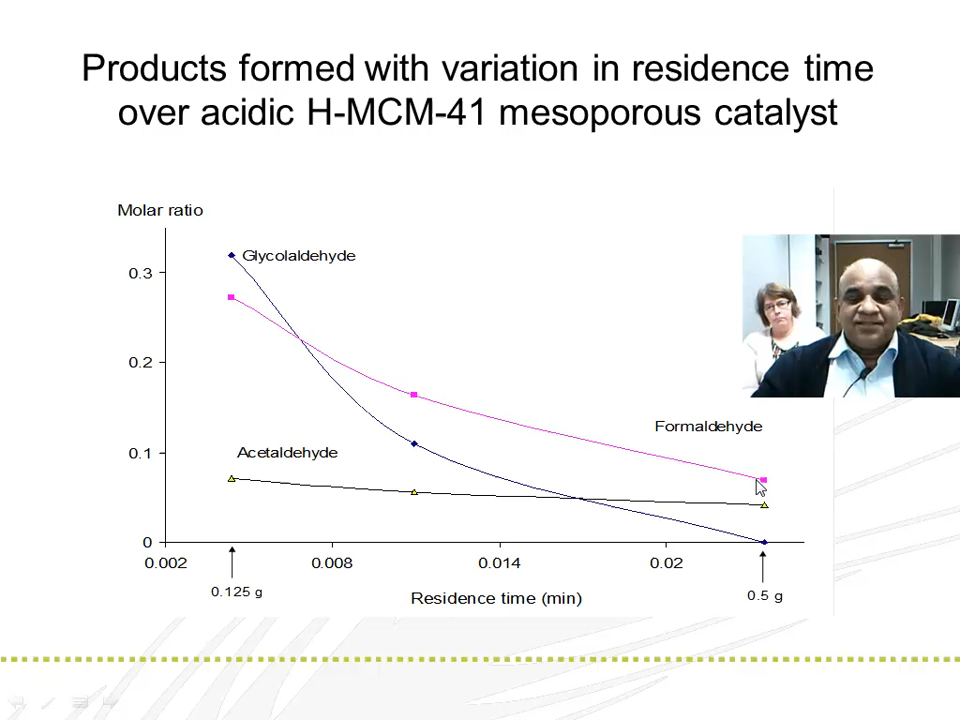 Products formed with variation in residence time
over acidic H-MCM-41 mesoporous catalyst
Molar ratio
Glycolaldehyde
0.3
0.2
Formaldehyde
Acetaldehyde
0.1
0
0.002
0.008
0.014
0.02
0.125 g
0.5 g
Residence time (min)